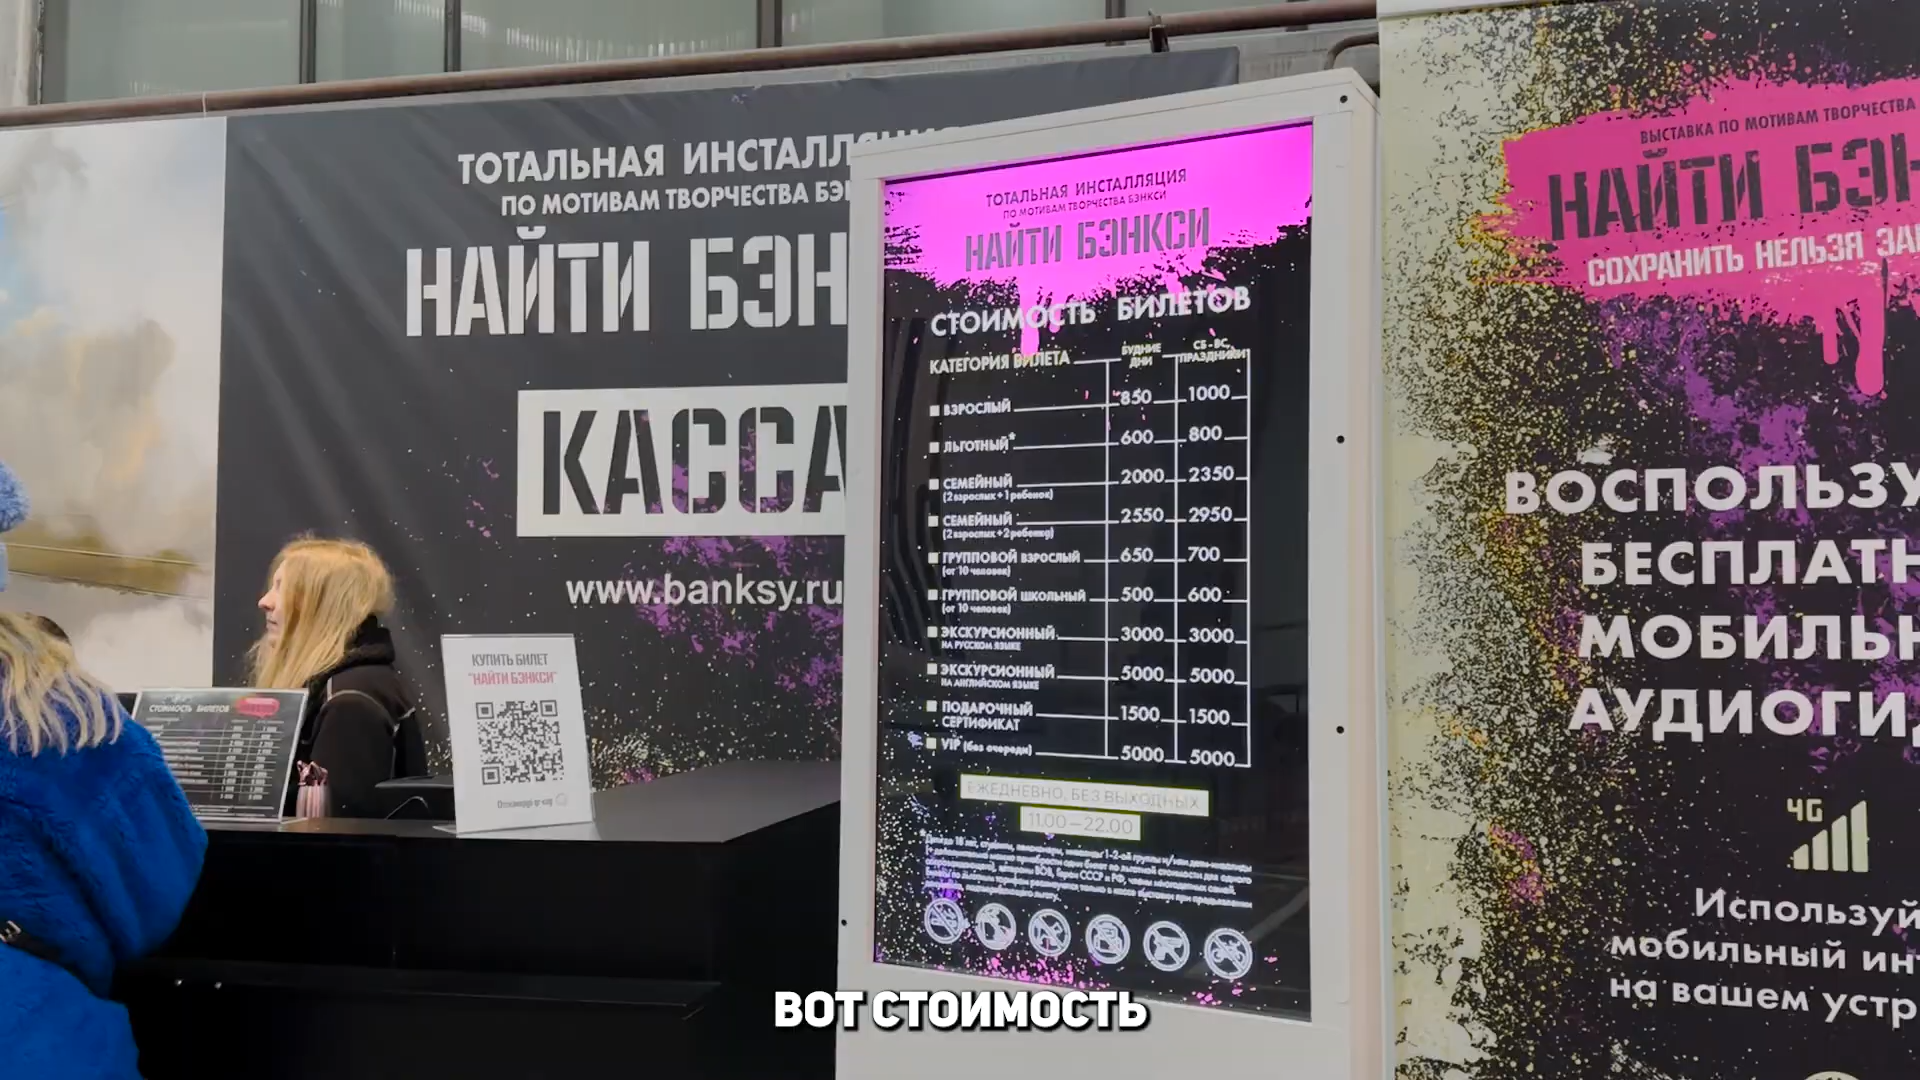 ТОТАЛЬНАЯ ИНСТАЛЛЯЦИЯ
ПО МОТИВАМ ТВОРЧЕСТВА БЭ
НАЙТИ БЭН
КАССА
www.banksy.ru
КУПИТЬ БИЛЕТ
"НАЙТИ БЭНКСИ"
СТОИМОСТЬ БИЛЕТОВ
ТОТАЛЬНАЯ ИНСТАЛЛЯЦИЯ
ПО МОТИВАМ ТВОРЧЕСТВА БЭНКСИ
НАЙТИ БЭНКСИ
СТОИМОСТЬ БИЛЕТОВ
КАТЕГОРИЯ БИЛЕТА БУДНИЕ ДНИ СБ - ВС, ПРАЗДНИКИ
ВЗРОСЛЫЙ 850 1000
ЛЬГОТНЫЙ* 600 800
СЕМЕЙНЫЙ 2000 2350
(2 взрослых + 1 ребенок)
СЕМЕЙНЫЙ 2550 2950
(2 взрослых + 2 ребенка)
ГРУППОВОЙ ВЗРОСЛЫЙ 650 700
(от 10 человек)
ГРУППОВОЙ ШКОЛЬНЫЙ 500 600
(от 10 человек)
ЭКСКУРСИОННЫЙ 3000 3000
НА РУССКОМ ЯЗЫКЕ
ЭКСКУРСИОННЫЙ 5000 5000
НА АНГЛИЙСКОМ ЯЗЫКЕ
ПОДАРОЧНЫЙ СЕРТИФИКАТ 1500 1500
VIP (без очереди) 5000 5000
ЕЖЕДНЕВНО, БЕЗ ВЫХОДНЫХ
11.00—22.00
ВЫСТАВКА ПО МОТИВАМ ТВОРЧЕСТВА
НАЙТИ БЭН
СОХРАНИТЬ НЕЛЬЗЯ ЗА
ВОСПОЛЬЗУ
БЕСПЛАТН
МОБИЛЬН
АУДИОГИ
4G
Используй
мобильный ин
на вашем устр
ВОТ СТОИМОСТЬ